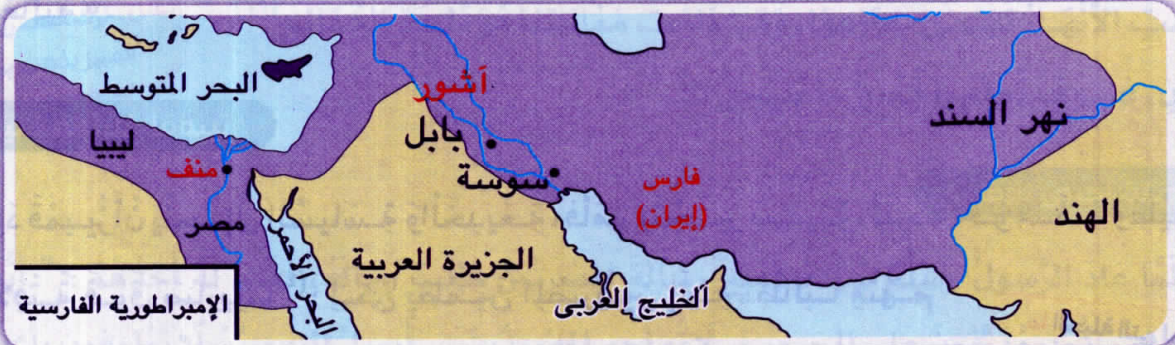 البحر المتوسط
آشور
نهر السند
بابل
ليبيا
منف
سوسة
فارس
(إيران)
الهند
مصر
البحر الأحمر
الجزيرة العربية
الخليج العربى
الإمبراطورية الفارسية